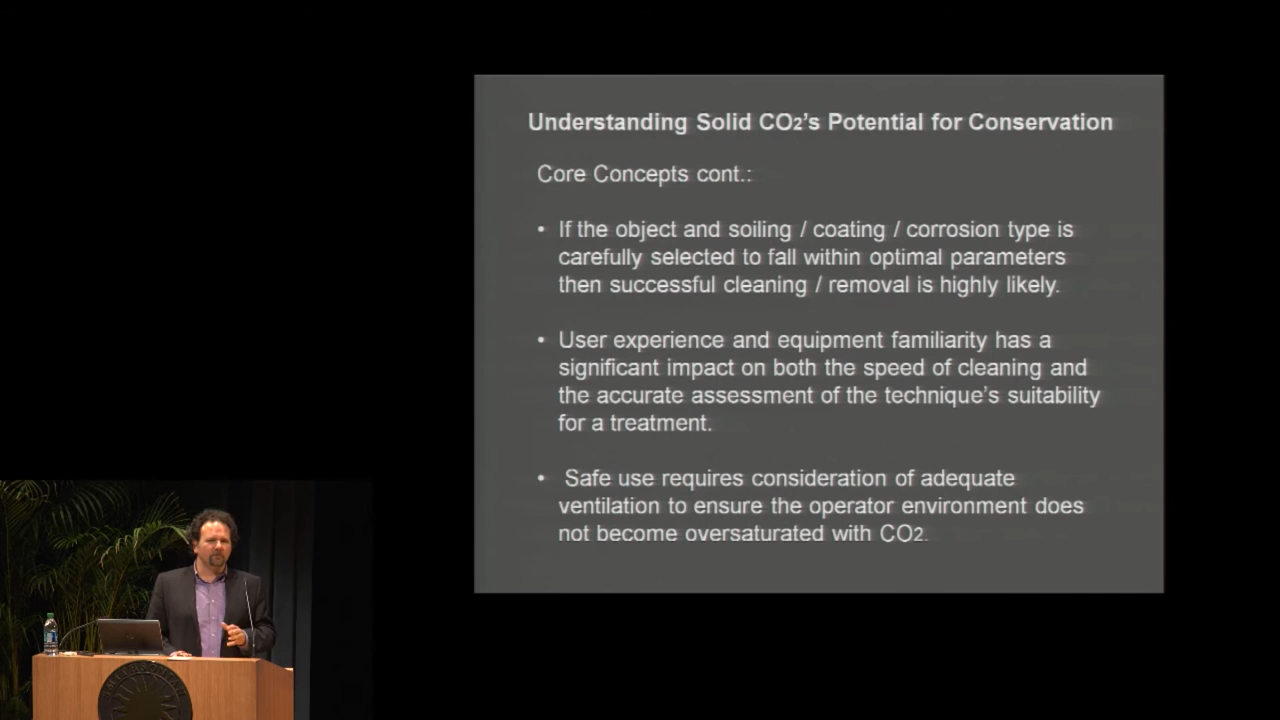 Understanding Solid CO2's Potential for Conservation
Core Concepts cont.:
• If the object and soiling / coating / corrosion type is
carefully selected to fall within optimal parameters
then successful cleaning / removal is highly likely.
• User experience and equipment familiarity has a
significant impact on both the speed of cleaning and
the accurate assessment of the technique's suitability
for a treatment.
• Safe use requires consideration of adequate
ventilation to ensure the operator environment does
not become oversaturated with CO2.